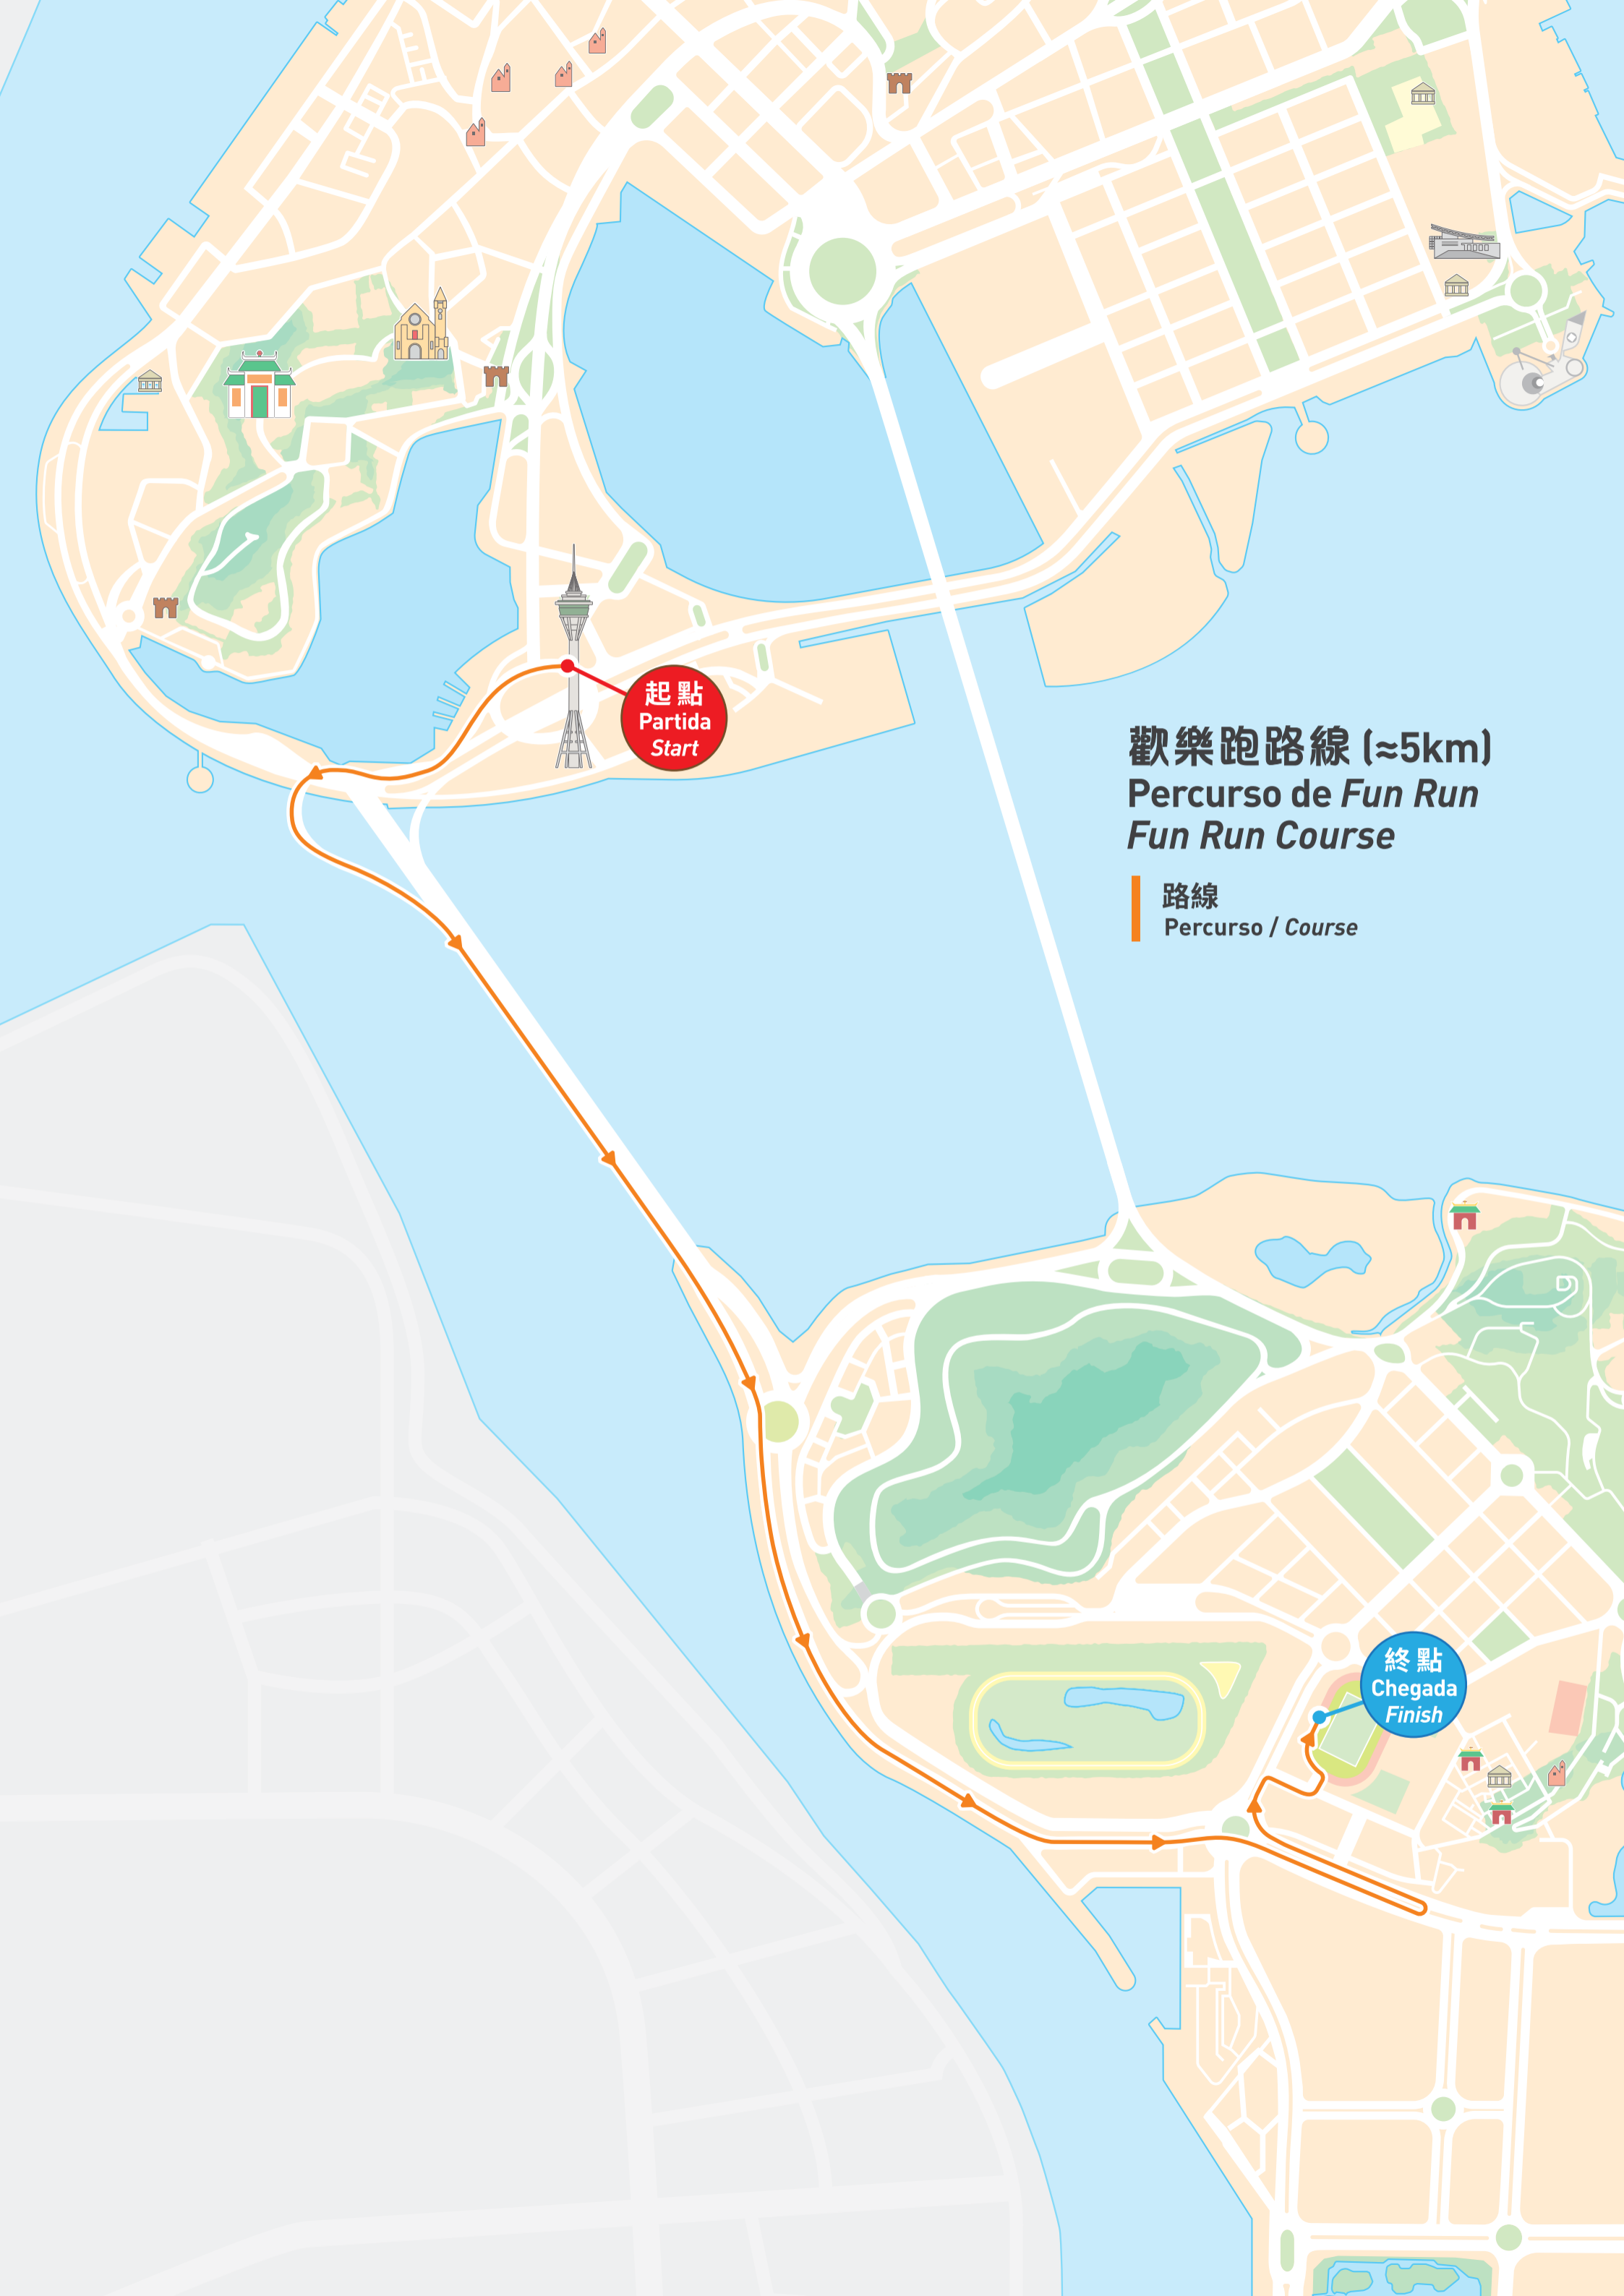 起點
Partida
Start
歡樂跑路線 (≈5km)
Percurso de Fun Run
Fun Run Course
路線
Percurso / Course
終點
Chegada
Finish